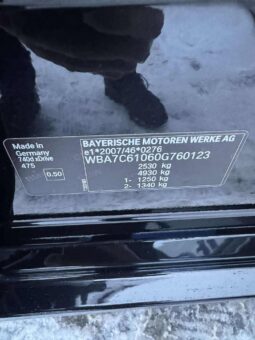 Made in
Germany
740d xDrive
475
0.50
BAYERISCHE MOTOREN WERKE AG
e1*2007/46*0276
WBA7C61060G760123
2530 kg
4930 kg
1- 1250 kg
2- 1340 kg